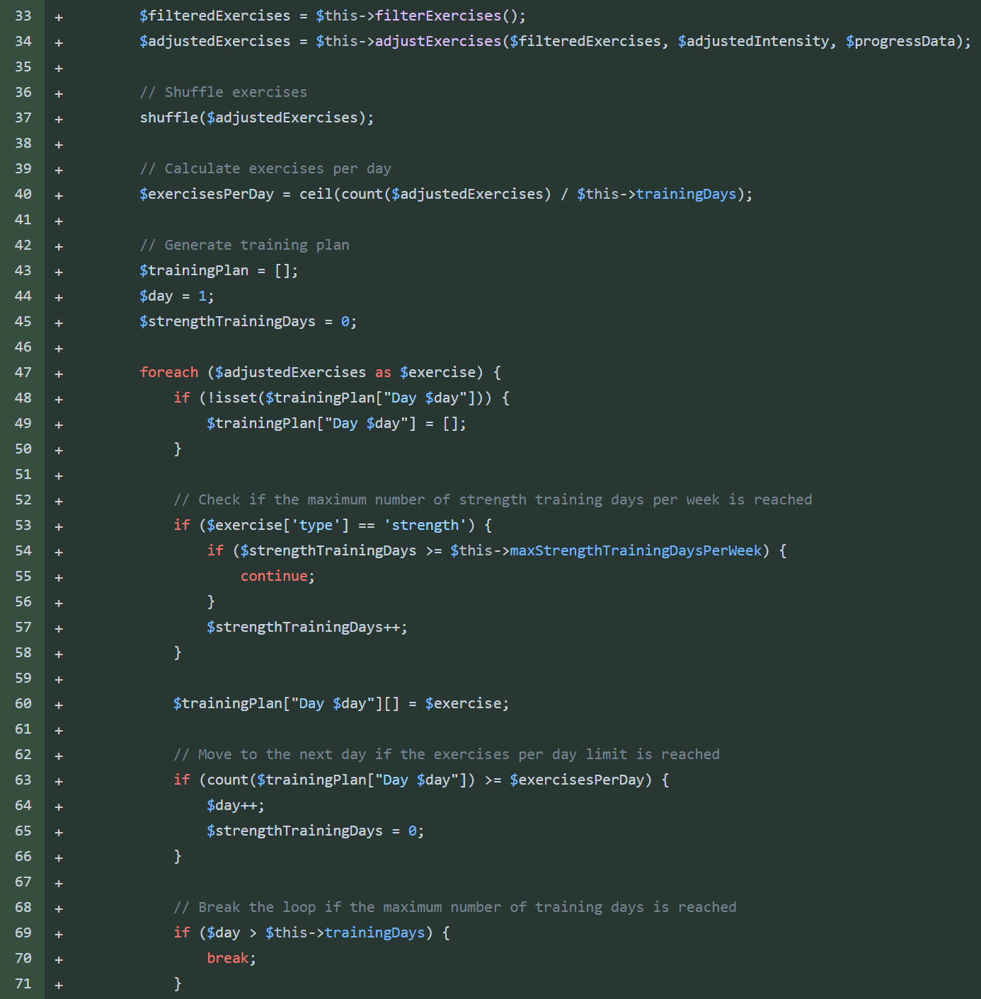 33 + $filteredExercises = $this->filterExercises();
34 + $adjustedExercises = $this->adjustExercises($filteredExercises, $adjustedIntensity, $progressData);
35 +
36 + // Shuffle exercises
37 + shuffle($adjustedExercises);
38 +
39 + // Calculate exercises per day
40 + $exercisesPerDay = ceil(count($adjustedExercises) / $this->trainingDays);
41 +
42 + // Generate training plan
43 + $trainingPlan = [];
44 + $day = 1;
45 + $strengthTrainingDays = 0;
46 +
47 + foreach ($adjustedExercises as $exercise) {
48 + if (!isset($trainingPlan["Day $day"])) {
49 + $trainingPlan["Day $day"] = [];
50 + }
51 +
52 + // Check if the maximum number of strength training days per week is reached
53 + if ($exercise['type'] == 'strength') {
54 + if ($strengthTrainingDays >= $this->maxStrengthTrainingDaysPerWeek) {
55 + continue;
56 + }
57 + $strengthTrainingDays++;
58 + }
59 +
60 + $trainingPlan["Day $day"][] = $exercise;
61 +
62 + // Move to the next day if the exercises per day limit is reached
63 + if (count($trainingPlan["Day $day"]) >= $exercisesPerDay) {
64 + $day++;
65 + $strengthTrainingDays = 0;
66 + }
67 +
68 + // Break the loop if the maximum number of training days is reached
69 + if ($day > $this->trainingDays) {
70 + break;
71 + }